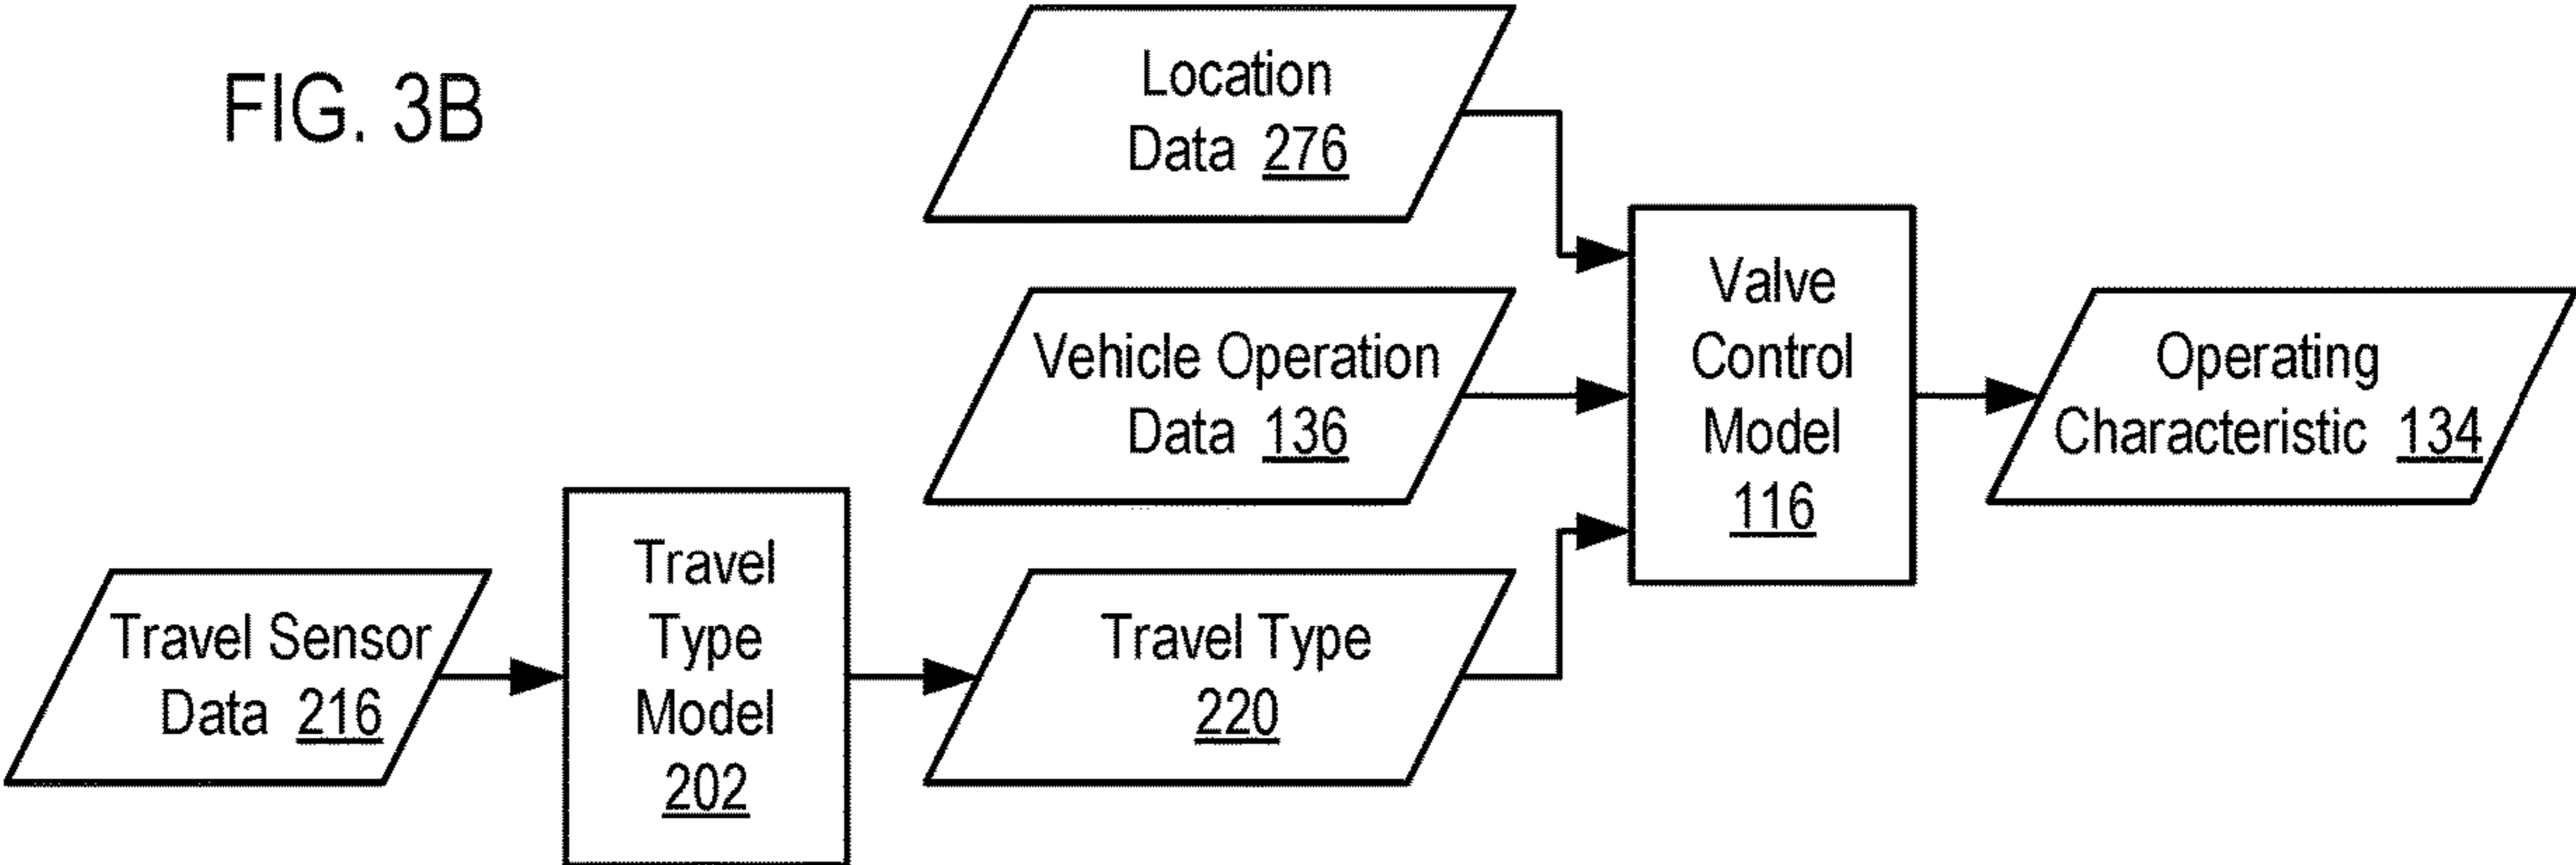 FIG. 3B
Location
Data 276
Vehicle Operation
Data 136
Valve
Control
Model
116
Operating
Characteristic 134
Travel Sensor
Data 216
Travel
Type
Model
202
Travel Type
220